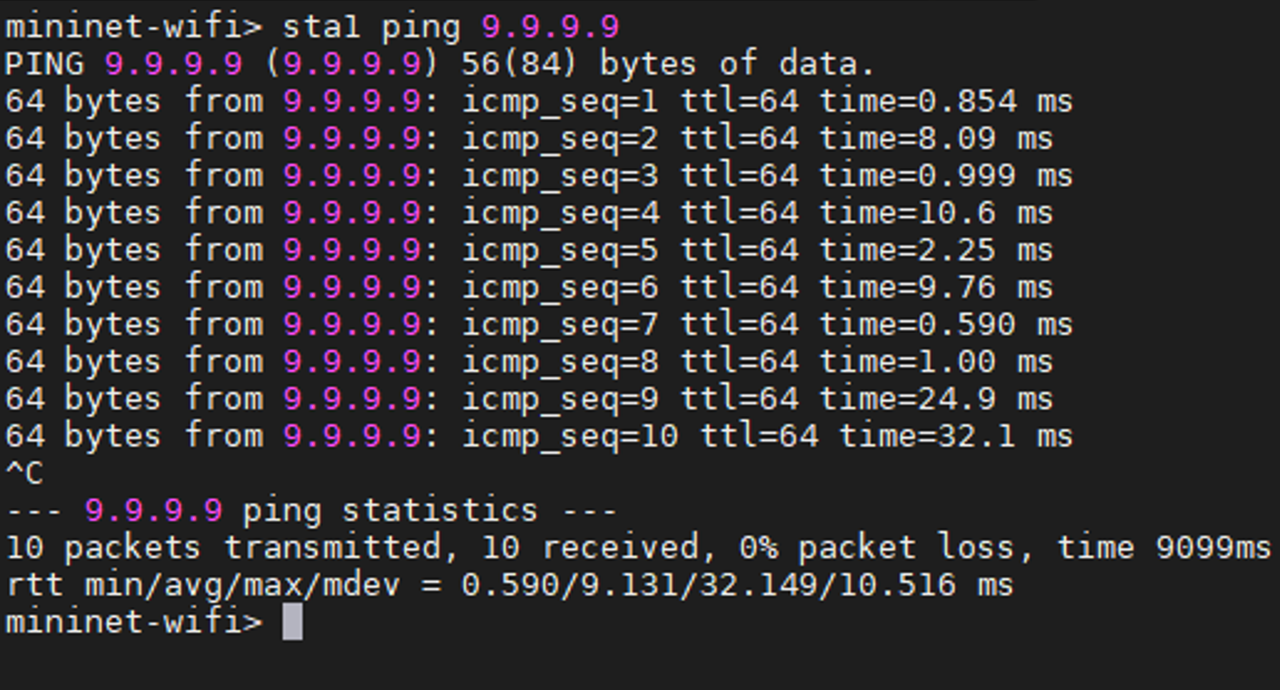 mininet-wifi> sta1 ping 9.9.9.9
PING 9.9.9.9 (9.9.9.9) 56(84) bytes of data.
64 bytes from 9.9.9.9: icmp_seq=1 ttl=64 time=0.854 ms
64 bytes from 9.9.9.9: icmp_seq=2 ttl=64 time=8.09 ms
64 bytes from 9.9.9.9: icmp_seq=3 ttl=64 time=0.999 ms
64 bytes from 9.9.9.9: icmp_seq=4 ttl=64 time=10.6 ms
64 bytes from 9.9.9.9: icmp_seq=5 ttl=64 time=2.25 ms
64 bytes from 9.9.9.9: icmp_seq=6 ttl=64 time=9.76 ms
64 bytes from 9.9.9.9: icmp_seq=7 ttl=64 time=0.590 ms
64 bytes from 9.9.9.9: icmp_seq=8 ttl=64 time=1.00 ms
64 bytes from 9.9.9.9: icmp_seq=9 ttl=64 time=24.9 ms
64 bytes from 9.9.9.9: icmp_seq=10 ttl=64 time=32.1 ms
^C
--- 9.9.9.9 ping statistics ---
10 packets transmitted, 10 received, 0% packet loss, time 9099ms
rtt min/avg/max/mdev = 0.590/9.131/32.149/10.516 ms
mininet-wifi>